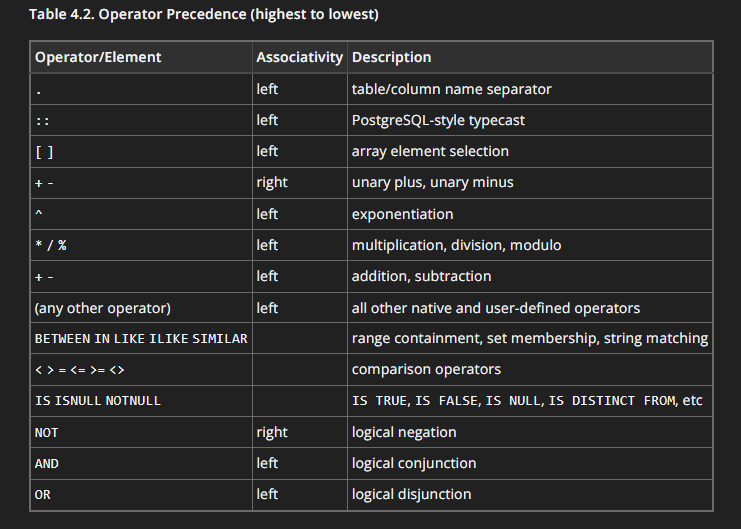 Table 4.2. Operator Precedence (highest to lowest)
Operator/Element Associativity Description
. left table/column name separator
:: left PostgreSQL-style typecast
[ ] left array element selection
+ - right unary plus, unary minus
^ left exponentiation
* / % left multiplication, division, modulo
+ - left addition, subtraction
(any other operator) left all other native and user-defined operators
BETWEEN IN LIKE ILIKE SIMILAR range containment, set membership, string matching
< > = <= >= <> comparison operators
IS ISNULL NOTNULL IS TRUE, IS FALSE, IS NULL, IS DISTINCT FROM, etc
NOT right logical negation
AND left logical conjunction
OR left logical disjunction